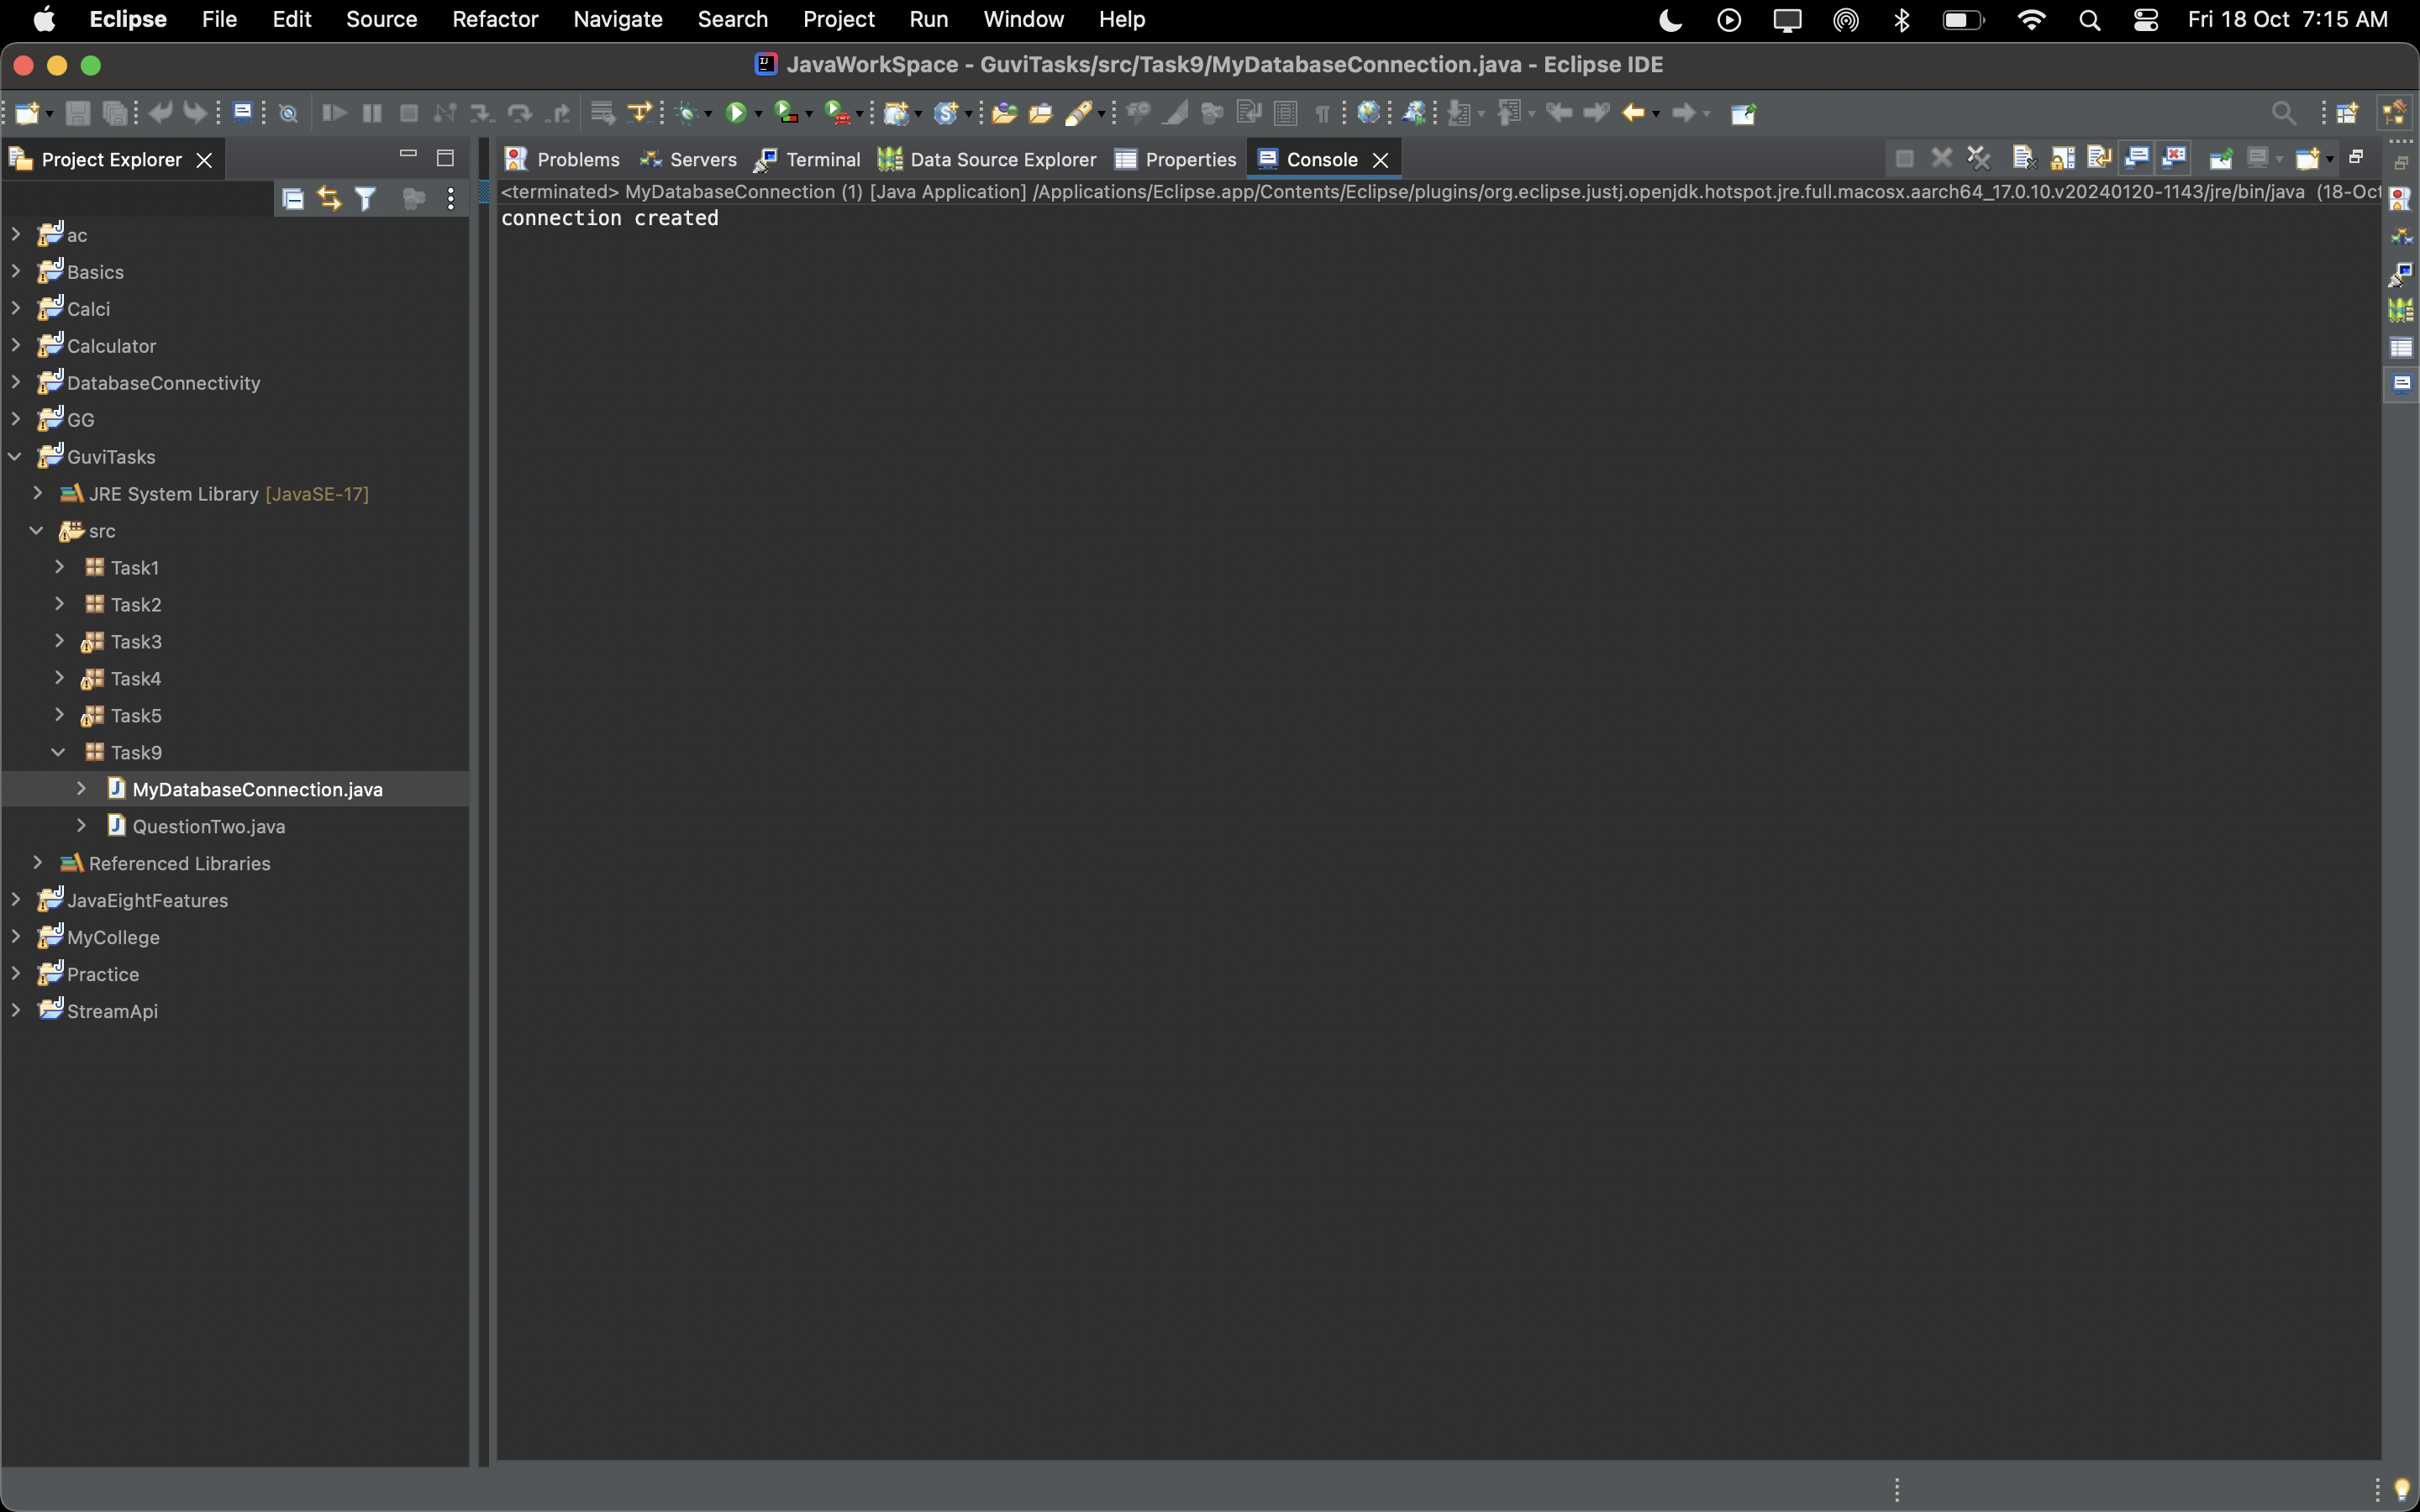 Eclipse File Edit Source Refactor Navigate Search Project Run Window Help Fri 18 Oct 7:15 AM
JavaWorkSpace - GuviTasks/src/Task9/MyDatabaseConnection.java - Eclipse IDE
Project Explorer
Problems Servers Terminal Data Source Explorer Properties Console
<terminated> MyDatabaseConnection (1) [Java Application] /Applications/Eclipse.app/Contents/Eclipse/plugins/org.eclipse.justj.openjdk.hotspot.jre.full.macosx.aarch64_17.0.10.v20240120-1143/jre/bin/java (18-Oct
connection created
ac
Basics
Calci
Calculator
DatabaseConnectivity
GG
GuviTasks
JRE System Library [JavaSE-17]
src
Task1
Task2
Task3
Task4
Task5
Task9
MyDatabaseConnection.java
QuestionTwo.java
Referenced Libraries
JavaEightFeatures
MyCollege
Practice
StreamApi